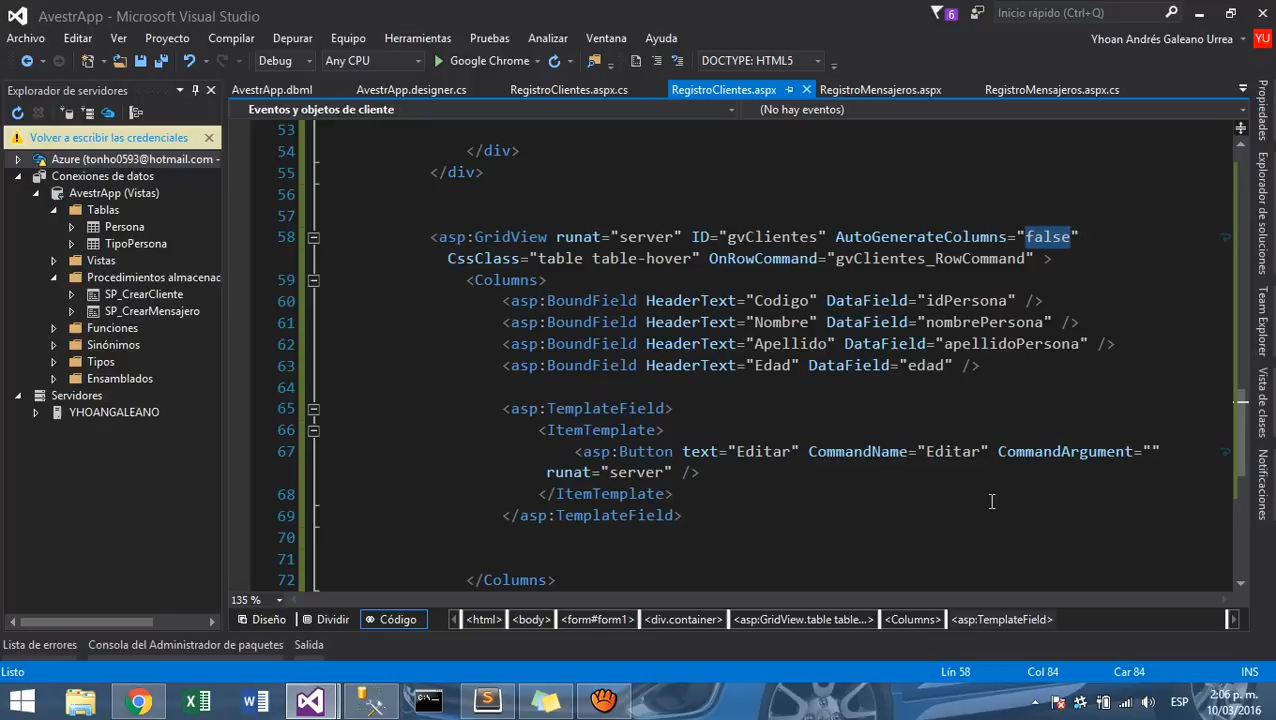 AvestrApp - Microsoft Visual Studio
6
Inicio rápido (Ctrl+Q)
Archivo Editar Ver Proyecto Compilar Depurar Equipo Herramientas Pruebas Analizar Ventana Ayuda
Yhoan Andrés Galeano Urrea YU
Debug Any CPU Google Chrome DOCTYPE: HTML5
Explorador de servidores
AvestrApp.dbml AvestrApp.designer.cs RegistroClientes.aspx.cs RegistroClientes.aspx RegistroMensajeros.aspx RegistroMensajeros.aspx.cs
Eventos y objetos de cliente (No hay eventos)
Volver a escribir las credenciales
Azure (tonho0593@hotmail.com -
Conexiones de datos
AvestrApp (Vistas)
Tablas
Persona
TipoPersona
Vistas
Procedimientos almacenad
SP_CrearCliente
SP_CrearMensajero
Funciones
Sinónimos
Tipos
Ensamblados
Servidores
YHOANGALEANO
53
54 </div>
55 </div>
56
57
58 <asp:GridView runat="server" ID="gvClientes" AutoGenerateColumns="false"
CssClass="table table-hover" OnRowCommand="gvClientes_RowCommand" >
59 <Columns>
60 <asp:BoundField HeaderText="Codigo" DataField="idPersona" />
61 <asp:BoundField HeaderText="Nombre" DataField="nombrePersona" />
62 <asp:BoundField HeaderText="Apellido" DataField="apellidoPersona" />
63 <asp:BoundField HeaderText="Edad" DataField="edad" />
64
65 <asp:TemplateField>
66 <ItemTemplate>
67 <asp:Button text="Editar" CommandName="Editar" CommandArgument=""
runat="server" />
68 </ItemTemplate>
69 </asp:TemplateField>
70
71
72 </Columns>
Propiedades
Explorador de soluciones
Team Explorer
Vista de clases
Notificaciones
135 %
Diseño Dividir Código <html> <body> <form#form1> <div.container> <asp:GridView.table table...> <Columns> <asp:TemplateField>
Lista de errores Consola del Administrador de paquetes Salida
Listo Lín 58 Col 84 Car 84 INS
ESP
2:06 p. m.
10/03/2016